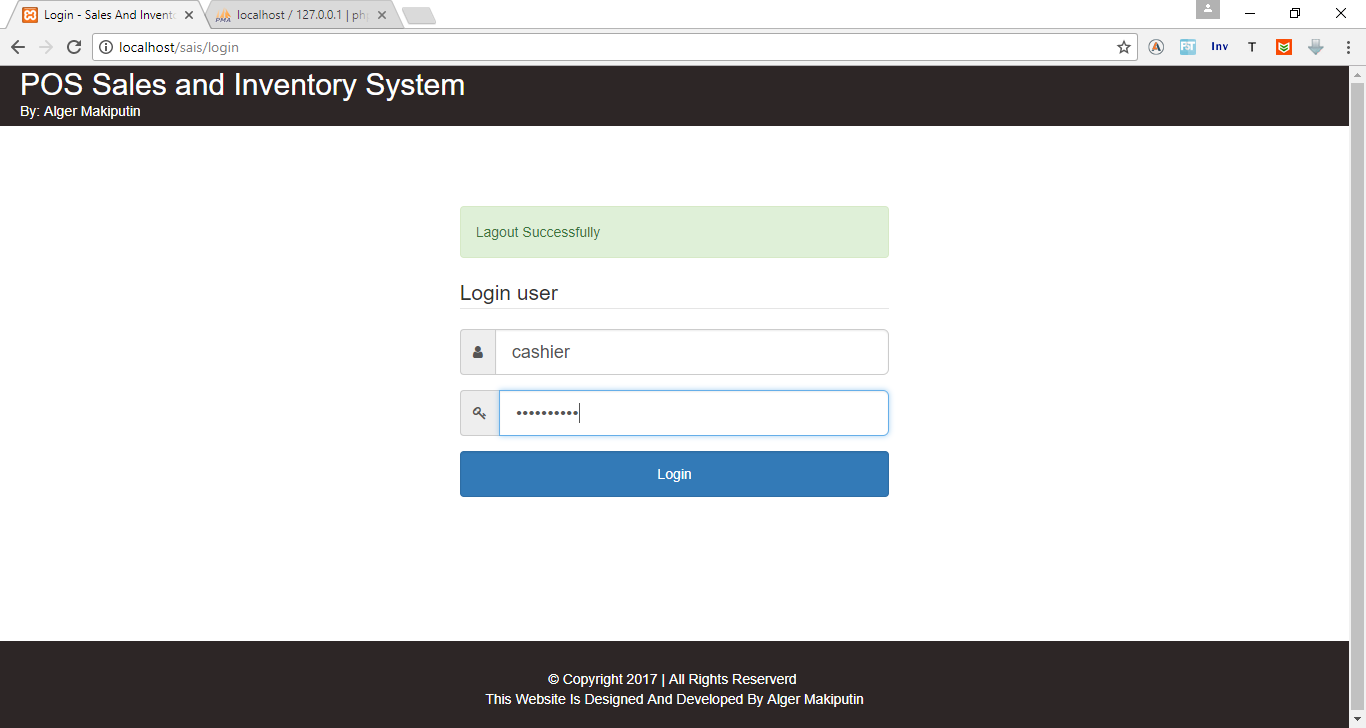 Login - Sales And Invent
localhost / 127.0.0.1 | ph
localhost/sais/login
Inv
T
POS Sales and Inventory System
By: Alger Makiputin
Lagout Successfully
Login user
cashier
••••••••••
Login
© Copyright 2017 | All Rights Reserverd
This Website Is Designed And Developed By Alger Makiputin